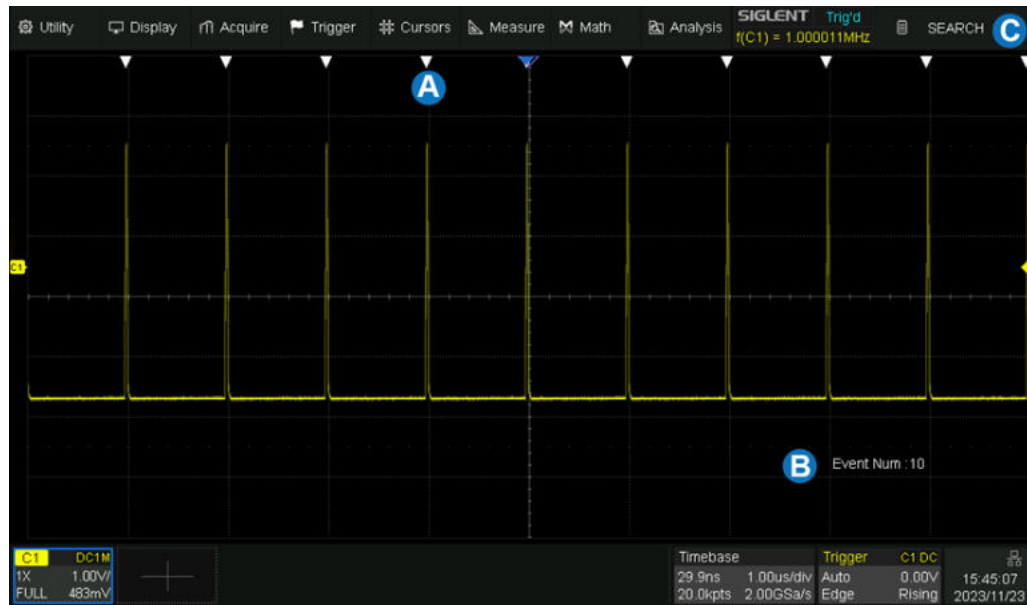 Utility Display Acquire Trigger Cursors Measure Math Analysis SIGLENT Trig'd SEARCH C
f(C1) = 1.000011MHz
A
C1
B Event Num :10
C1 DC1M
1X 1.00V/
FULL 483mV
Timebase
29.9ns 1.00us/div
20.0kpts 2.00GSa/s
Trigger C1 DC
Auto 0.00V
Edge Rising
15:45:07
2023/11/23